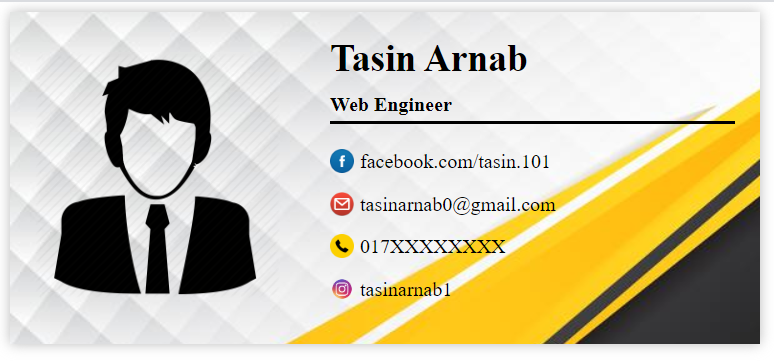 Tasin Arnab
Web Engineer
facebook.com/tasin.101
tasinarnab0@gmail.com
017XXXXXXXX
tasinarnab1